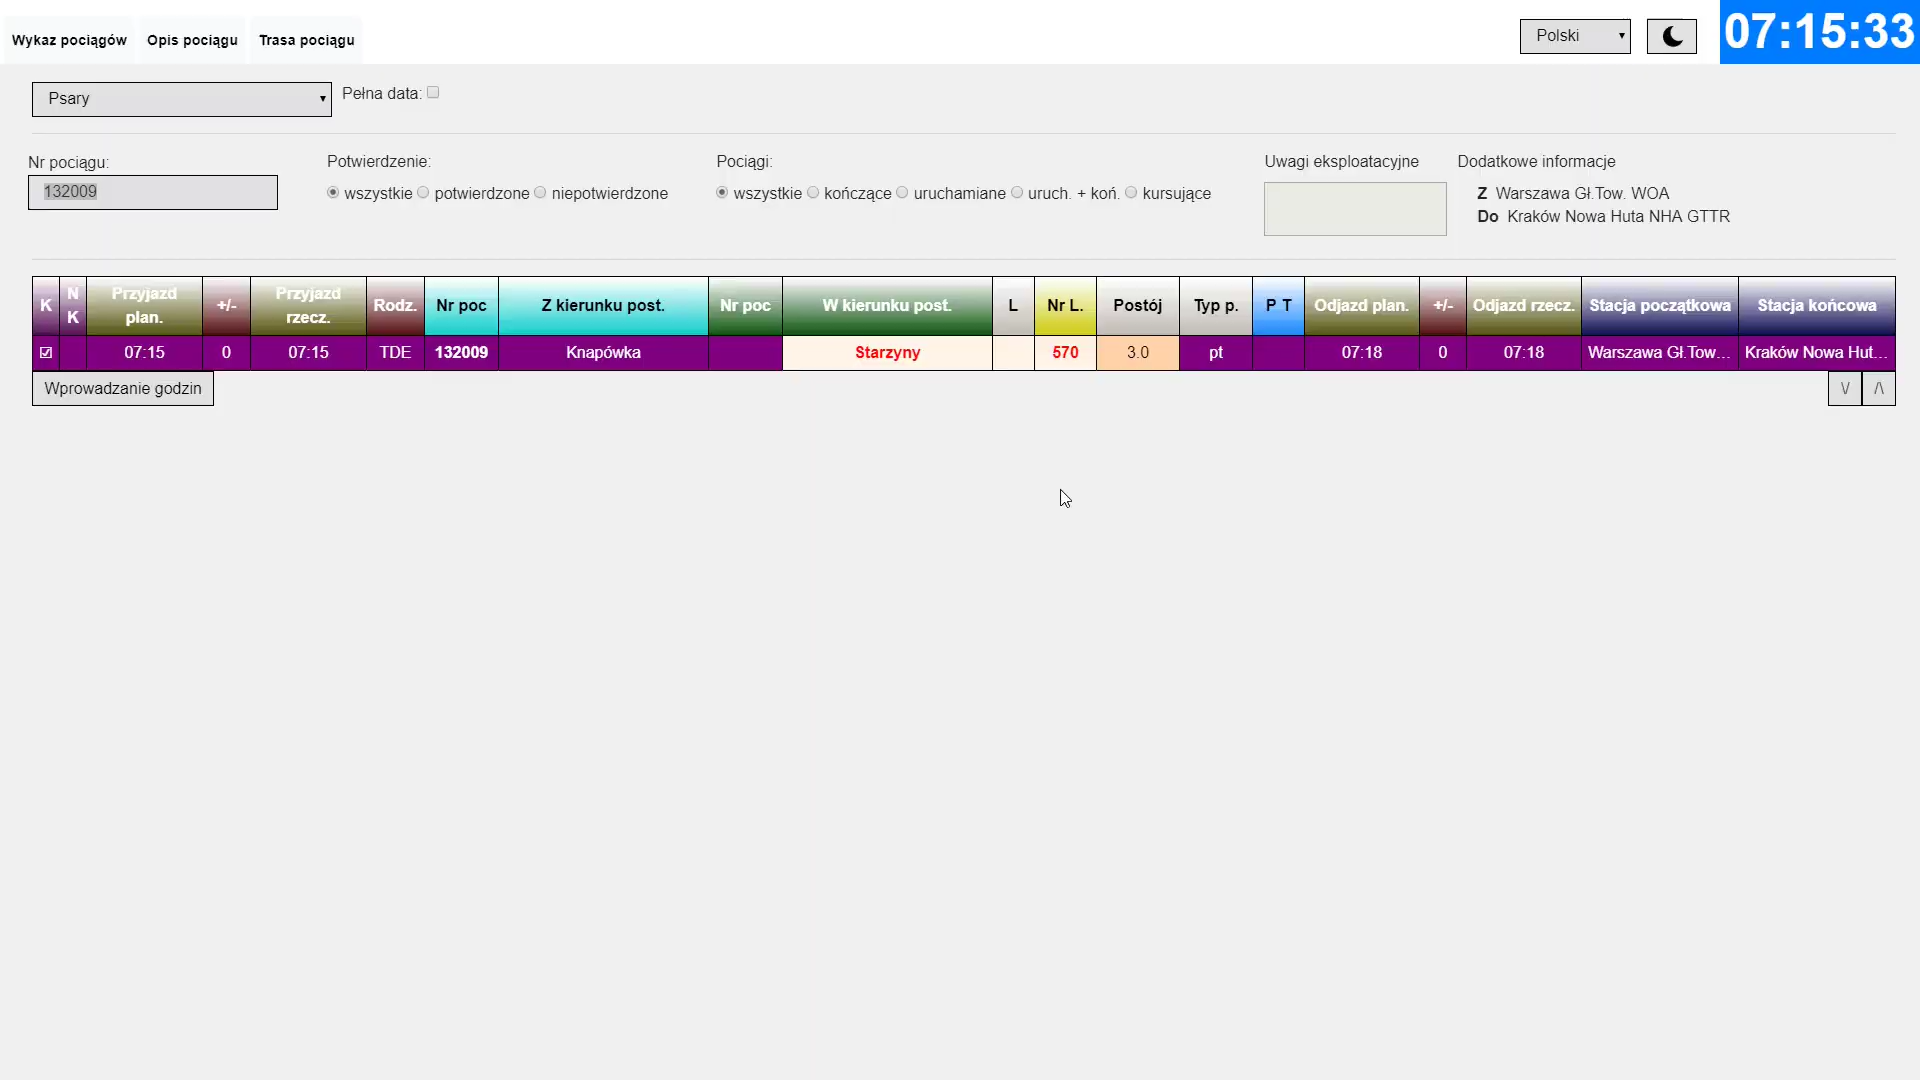 Wykaz pociągów Opis pociągu Trasa pociągu Polski 07:15:33
Psary Pełna data:
Nr pociągu: Potwierdzenie: Pociągi: Uwagi eksploatacyjne Dodatkowe informacje
132009 wszystkie potwierdzone niepotwierdzone wszystkie kończące uruchamiane uruch. + koń. kursujące Z Warszawa Gł.Tow. WOA
Do Kraków Nowa Huta NHA GTTR
K N K Przyjazd plan. +/- Przyjazd rzecz. Rodz. Nr poc Z kierunku post. Nr poc W kierunku post. L Nr L. Postój Typ p. P T Odjazd plan. +/- Odjazd rzecz. Stacja początkowa Stacja końcowa
07:15 0 07:15 TDE 132009 Knapówka Starzyny 570 3.0 pt 07:18 0 07:18 Warszawa Gł.Tow... Kraków Nowa Hut...
Wprowadzanie godzin \/ /\